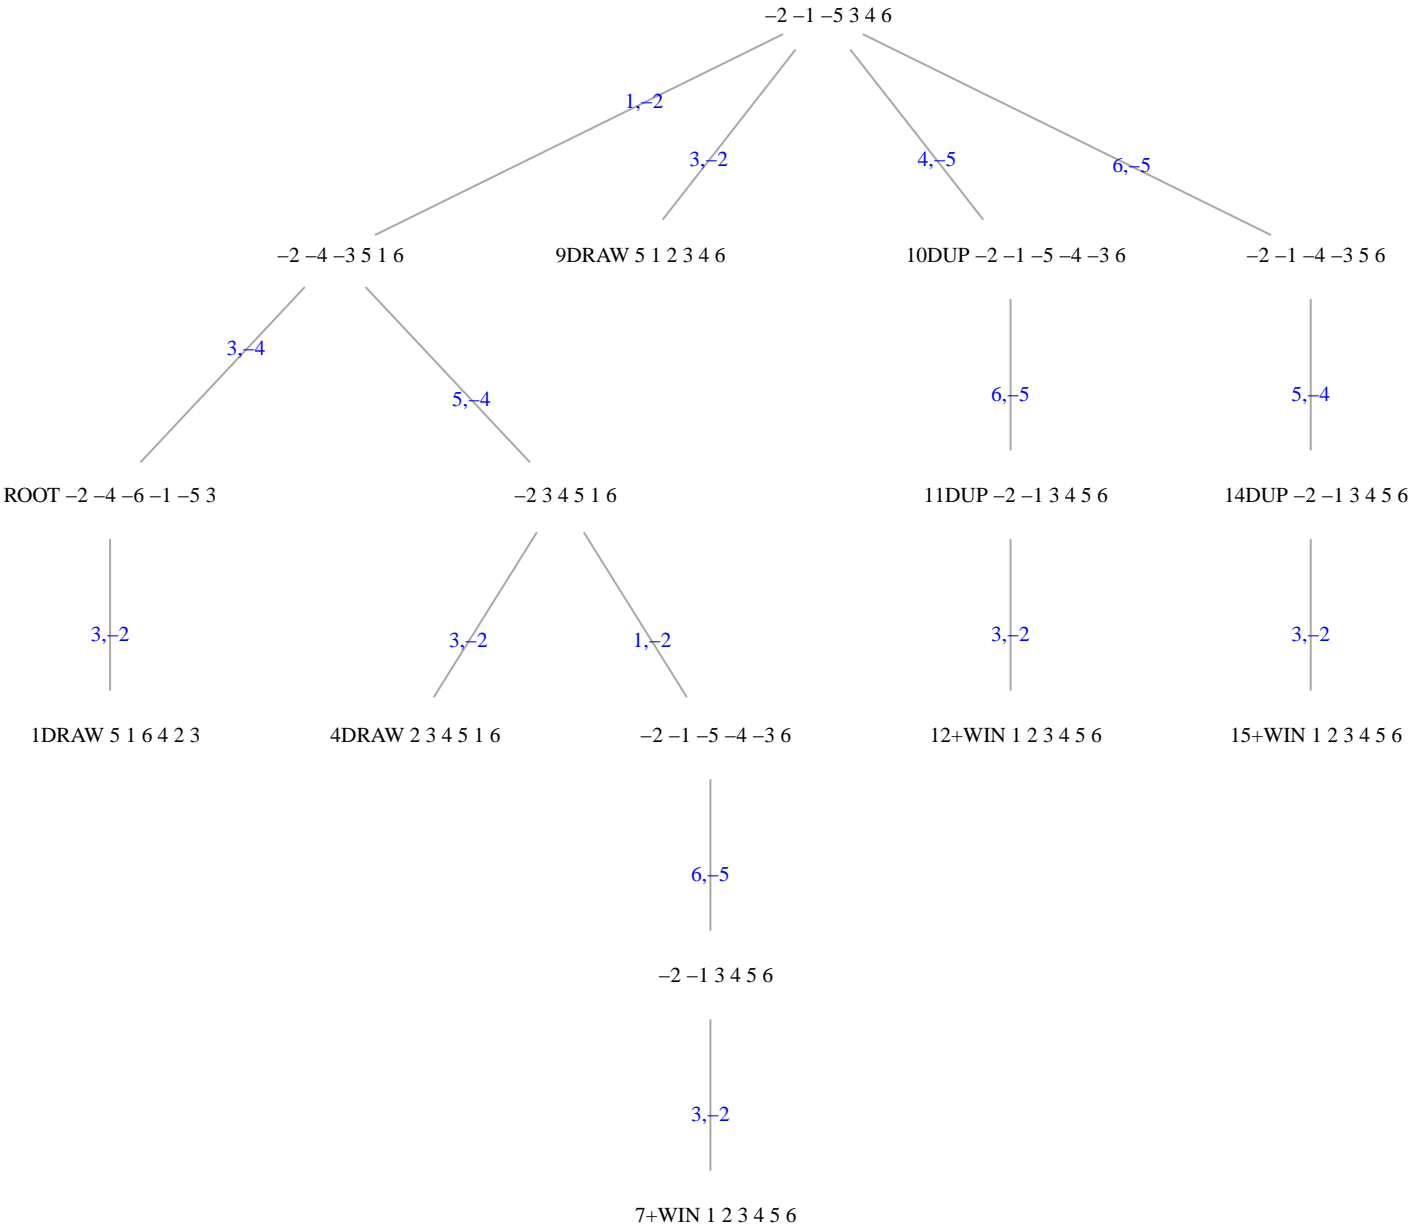 –2 –1 –5 3 4 6
1,–2
3,–2
4,–5
6,–5
–2 –4 –3 5 1 6
9DRAW 5 1 2 3 4 6
10DUP –2 –1 –5 –4 –3 6
–2 –1 –4 –3 5 6
3,–4
5,–4
6,–5
5,–4
ROOT –2 –4 –6 –1 –5 3
–2 3 4 5 1 6
11DUP –2 –1 3 4 5 6
14DUP –2 –1 3 4 5 6
3,–2
3,–2
1,–2
3,–2
3,–2
1DRAW 5 1 6 4 2 3
4DRAW 2 3 4 5 1 6
–2 –1 –5 –4 –3 6
12+WIN 1 2 3 4 5 6
15+WIN 1 2 3 4 5 6
6,–5
–2 –1 3 4 5 6
3,–2
7+WIN 1 2 3 4 5 6